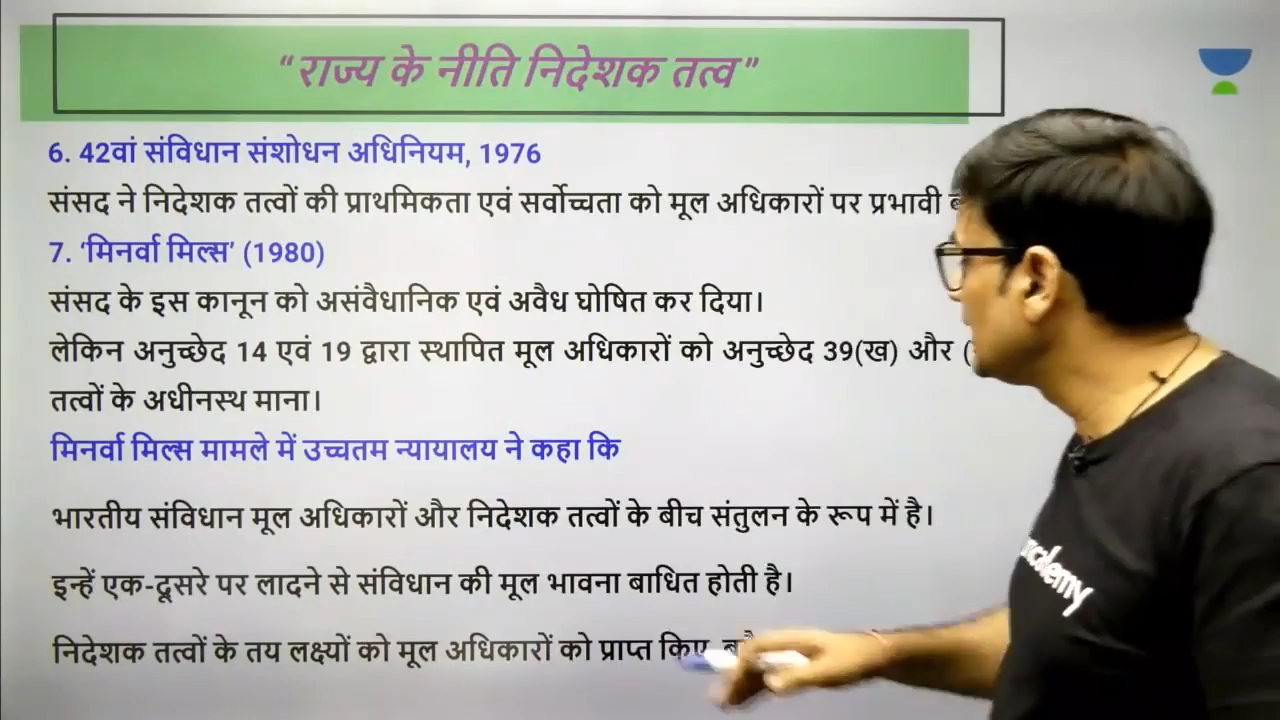 “राज्य के नीति निदेशक तत्व”
6. 42वां संविधान संशोधन अधिनियम, 1976
संसद ने निदेशक तत्वों की प्राथमिकता एवं सर्वोच्चता को मूल अधिकारों पर प्रभावी
7. ‘मिनर्वा मिल्स’ (1980)
संसद के इस कानून को असंवैधानिक एवं अवैध घोषित कर दिया।
लेकिन अनुच्छेद 14 एवं 19 द्वारा स्थापित मूल अधिकारों को अनुच्छेद 39(ख) और
तत्वों के अधीनस्थ माना।
मिनर्वा मिल्स मामले में उच्चतम न्यायालय ने कहा कि
भारतीय संविधान मूल अधिकारों और निदेशक तत्वों के बीच संतुलन के रूप में है।
इन्हें एक-दूसरे पर लादने से संविधान की मूल भावना बाधित होती है।
निदेशक तत्वों के तय लक्ष्यों को मूल अधिकारों को प्राप्त किए